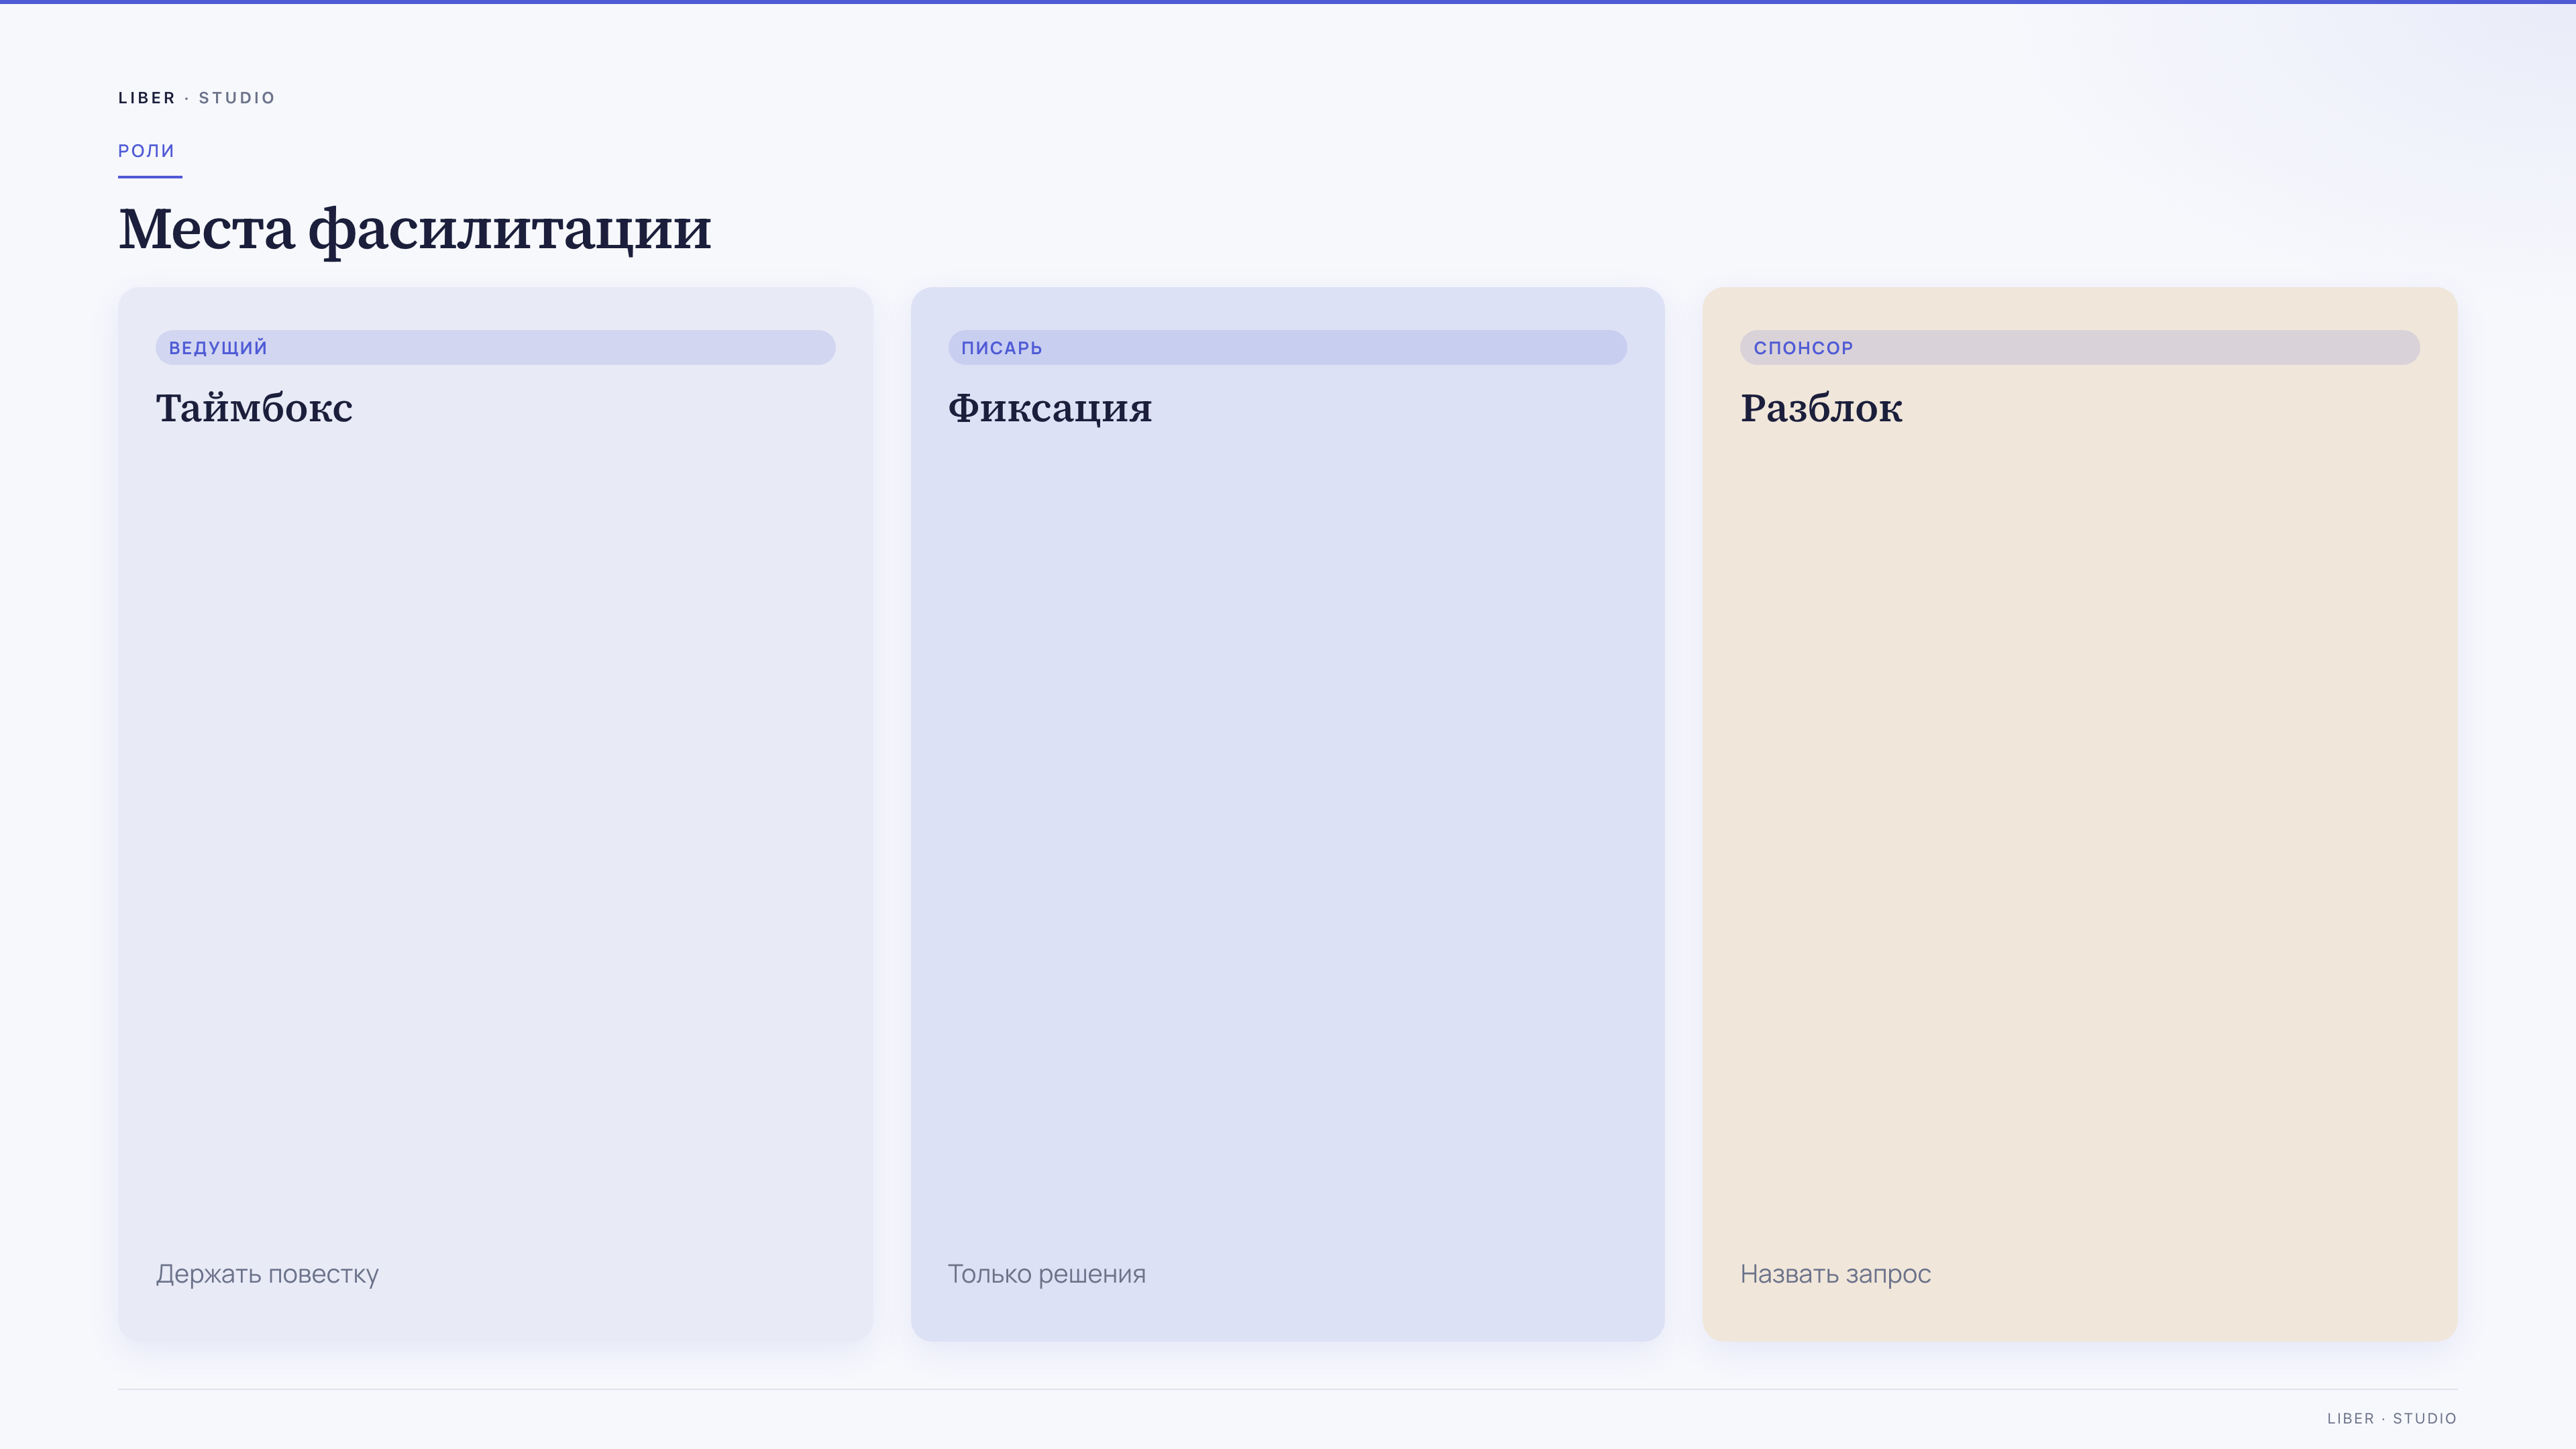 LIBER · STUDIO
РОЛИ
Места фасилитации
ВЕДУЩИЙ
Таймбокс
Держать повестку
ПИСАРЬ
Фиксация
Только решения
СПОНСОР
Разблок
Назвать запрос
LIBER · STUDIO